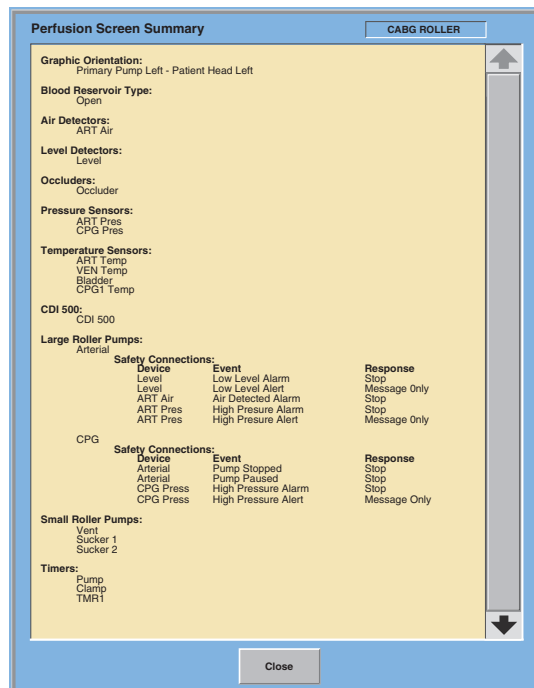 Perfusion Screen Summary CABG ROLLER
Graphic Orientation:
Primary Pump Left - Patient Head Left
Blood Reservoir Type:
Open
Air Detectors:
ART Air
Level Detectors:
Level
Occluders:
Occluder
Pressure Sensors:
ART Pres
CPG Pres
Temperature Sensors:
ART Temp
VEN Temp
Bladder
CPG1 Temp
CDI 500:
CDI 500
Large Roller Pumps:
Arterial
Safety Connections:
Device Event Response
Level Low Level Alarm Stop
Level Low Level Alert Message 0nly
ART Air Air Detected Alarm Stop
ART Pres High Presure Alarm Stop
ART Pres High Presure Alert Message 0nly
CPG
Safety Connections:
Device Event Response
Arterial Pump Stopped Stop
Arterial Pump Paused Stop
CPG Press High Pressure Alarm Stop
CPG Press High Pressure Alert Message Only
Small Roller Pumps:
Vent
Sucker 1
Sucker 2
Timers:
Pump
Clamp
TMR1
Close